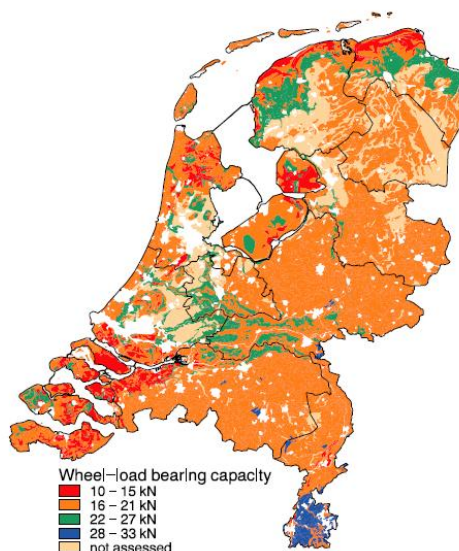 Wheel-load bearing capacity
10 – 15 kN
16 – 21 kN
22 – 27 kN
28 – 33 kN
not assessed